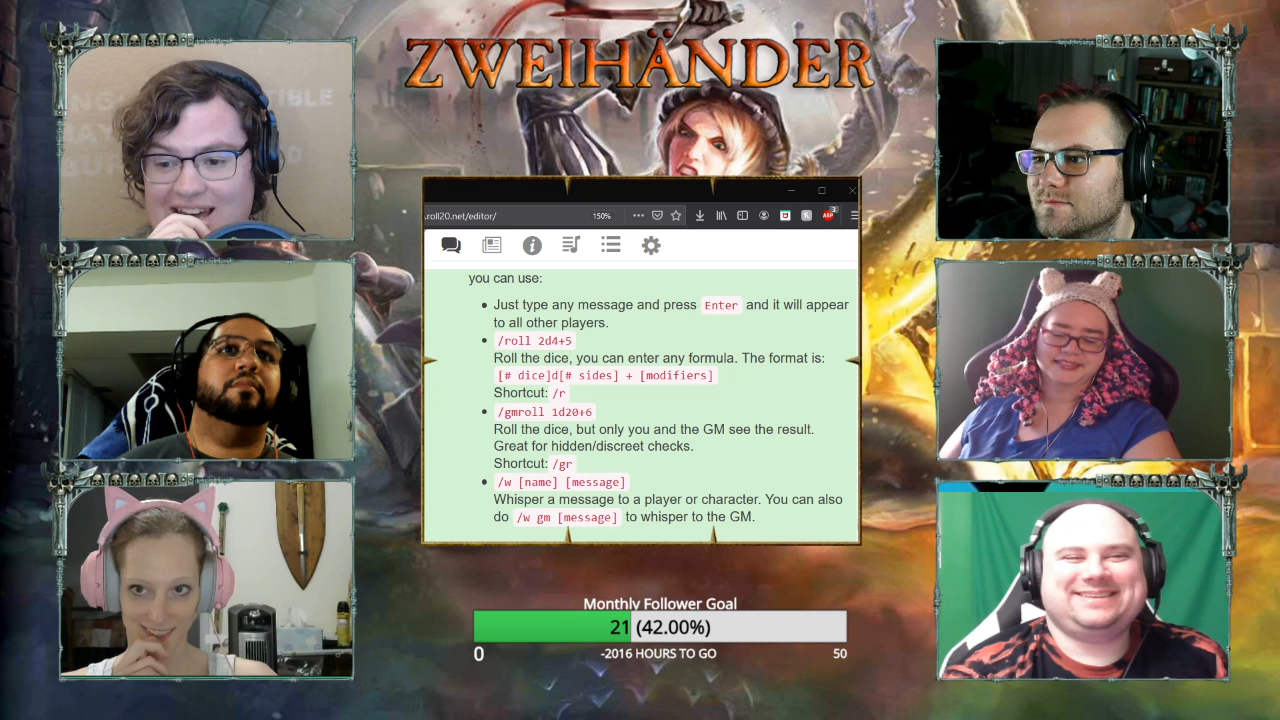 ZWEIHÄNDER
.roll20.net/editor/
150%
3
ABP
you can use:
Just type any message and press Enter and it will appear
to all other players.
/roll 2d4+5
Roll the dice, you can enter any formula. The format is:
[# dice]d[# sides] + [modifiers]
Shortcut: /r
/gmroll 1d20+6
Roll the dice, but only you and the GM see the result.
Great for hidden/discreet checks.
Shortcut: /gr
/w [name] [message]
Whisper a message to a player or character. You can also
do /w gm [message] to whisper to the GM.
Monthly Follower Goal
21 (42.00%)
0
-2016 HOURS TO GO
50